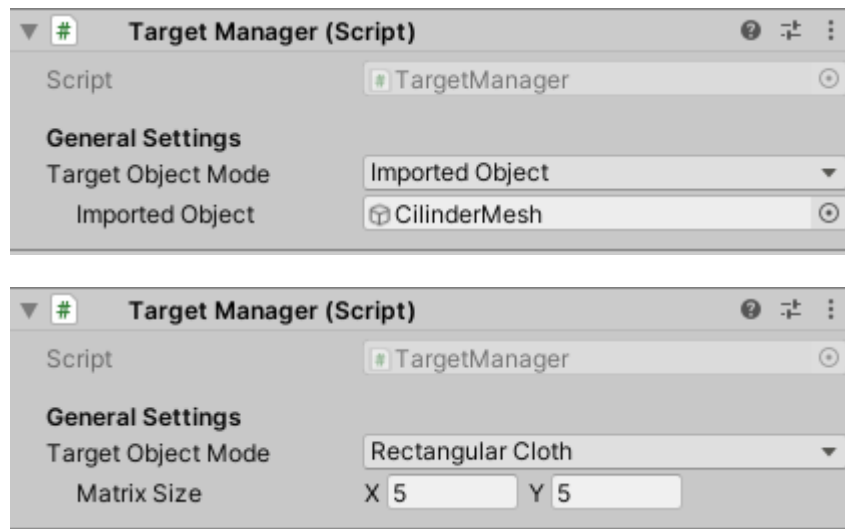 # Target Manager (Script)
Script # TargetManager
General Settings
Target Object Mode Imported Object
Imported Object CilinderMesh
# Target Manager (Script)
Script # TargetManager
General Settings
Target Object Mode Rectangular Cloth
Matrix Size X 5 Y 5